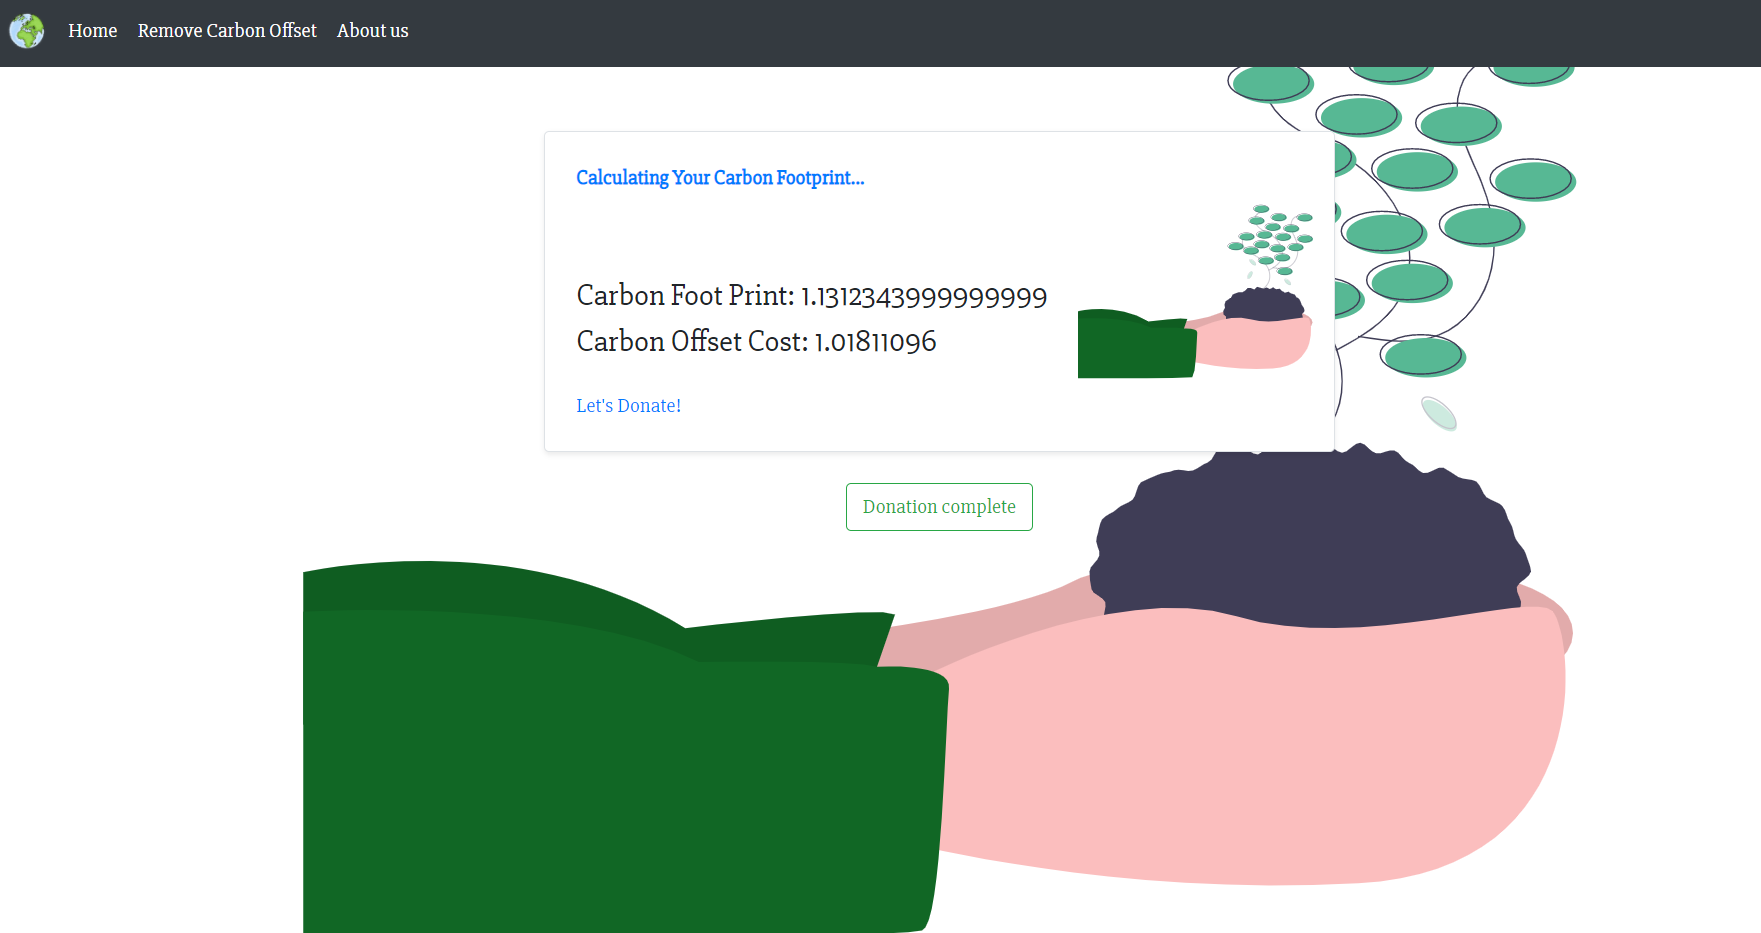 Home Remove Carbon Offset About us
Calculating Your Carbon Footprint...
Carbon Foot Print: 1.1312343999999999
Carbon Offset Cost: 1.01811096
Let's Donate!
Donation complete